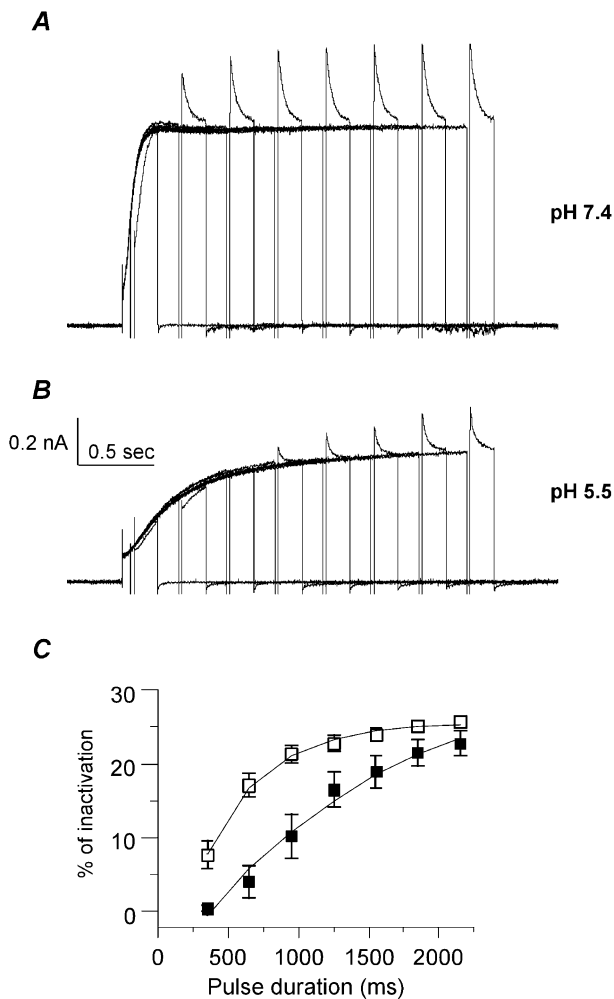 A
pH 7.4
B
0.2 nA
0.5 sec
pH 5.5
C
30
20
10
0
% of inactivation
0 500 1000 1500 2000
Pulse duration (ms)